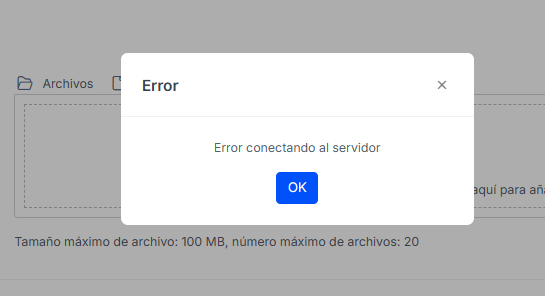 Archivos
Error
×
Error conectando al servidor
OK
aquí para aña
Tamaño máximo de archivo: 100 MB, número máximo de archivos: 20